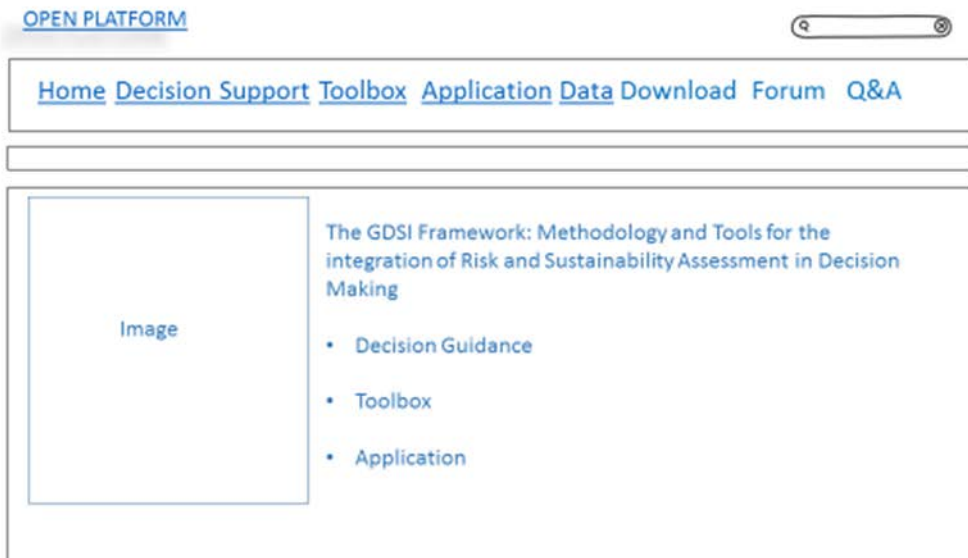 OPEN PLATFORM
Home Decision Support Toolbox Application Data Download Forum Q&A
Image
The GDSI Framework: Methodology and Tools for the
integration of Risk and Sustainability Assessment in Decision
Making
• Decision Guidance
• Toolbox
• Application